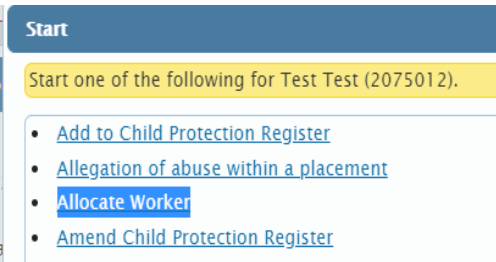 Start
Start one of the following for Test Test (2075012).
• Add to Child Protection Register
• Allegation of abuse within a placement
• Allocate Worker
• Amend Child Protection Register